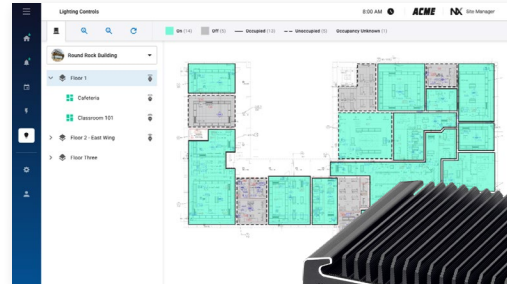 Lighting Controls
8:00 AM
ACME
NX Site Manager
On (14)
Off (5)
Occupied (12)
Unoccupied (5)
Occupancy Unknown (1)
Round Rock Building
Floor 1
Cafeteria
Classroom 101
Floor 2 - East Wing
Floor Three